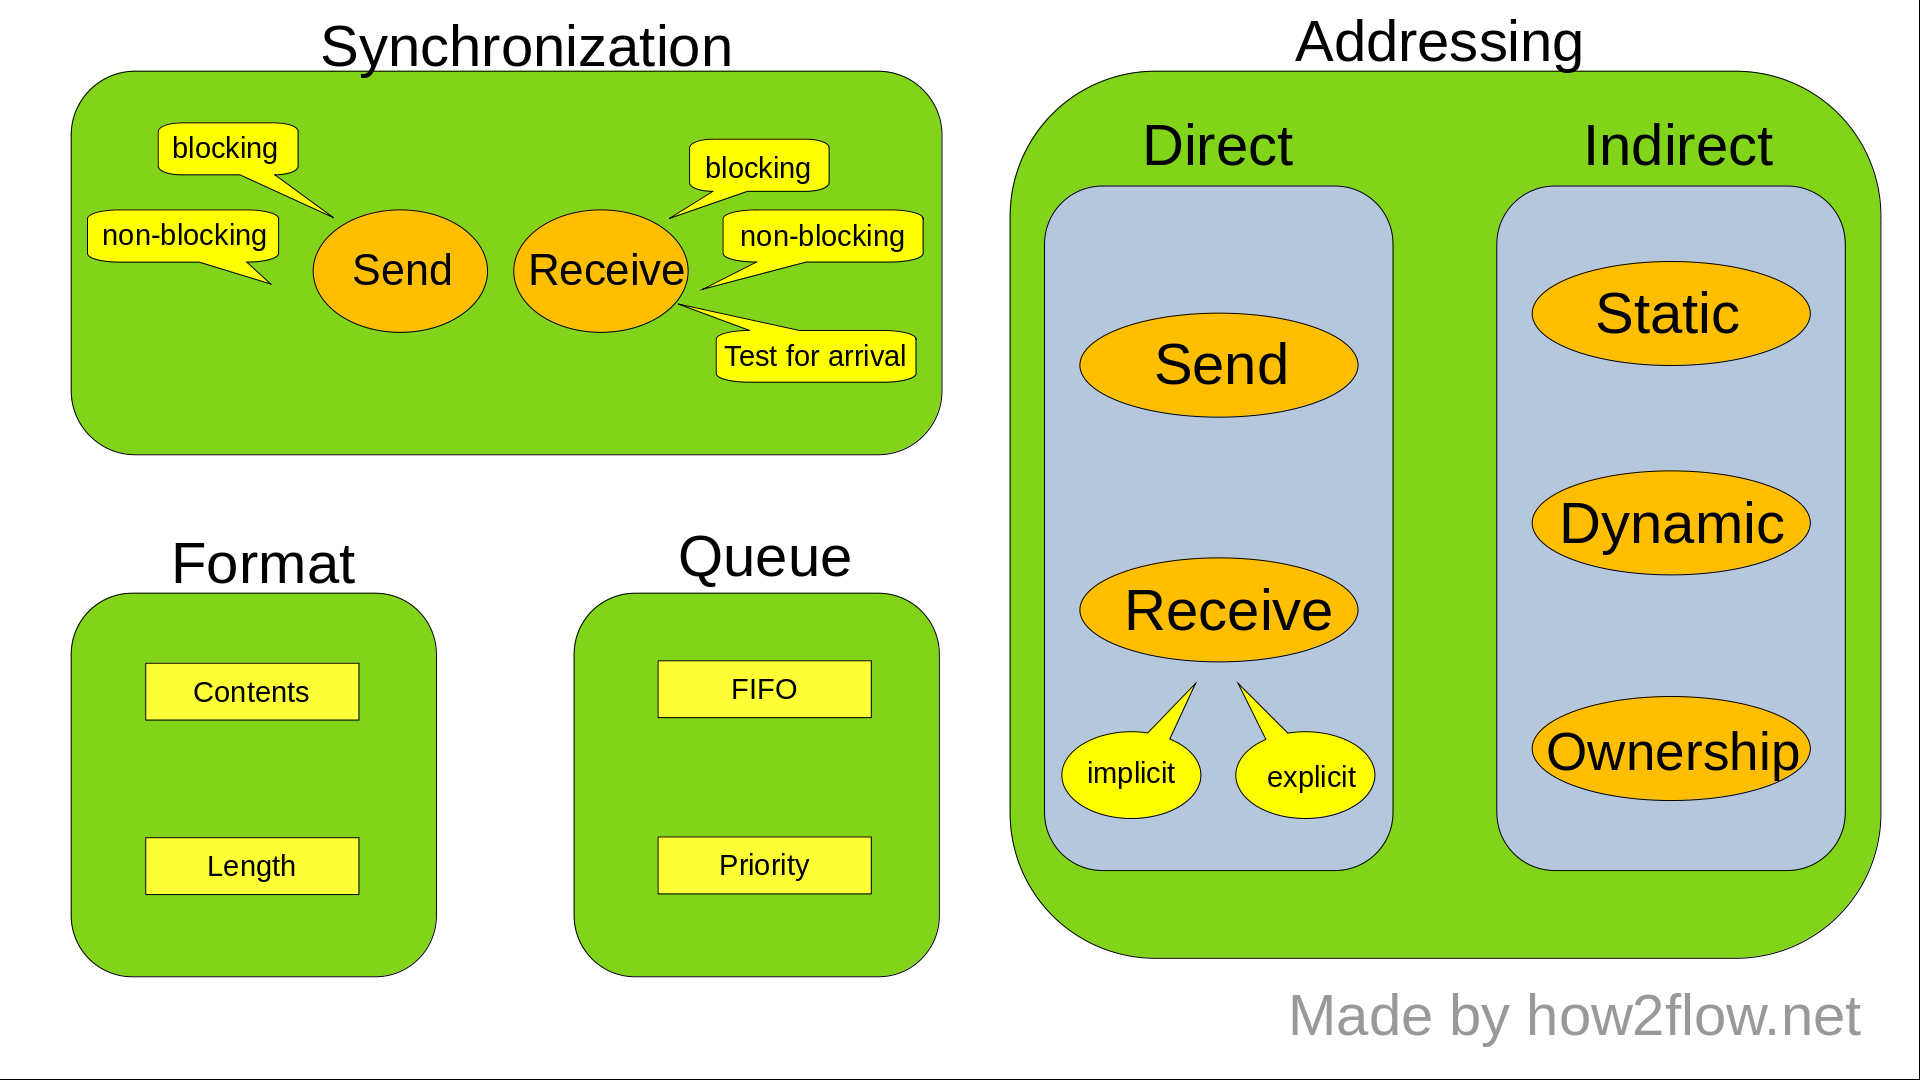 Synchronization
blocking
non-blocking
Send
Receive
blocking
non-blocking
Test for arrival
Addressing
Direct
Send
Receive
implicit
explicit
Indirect
Static
Dynamic
Ownership
Format
Contents
Length
Queue
FIFO
Priority
Made by how2flow.net